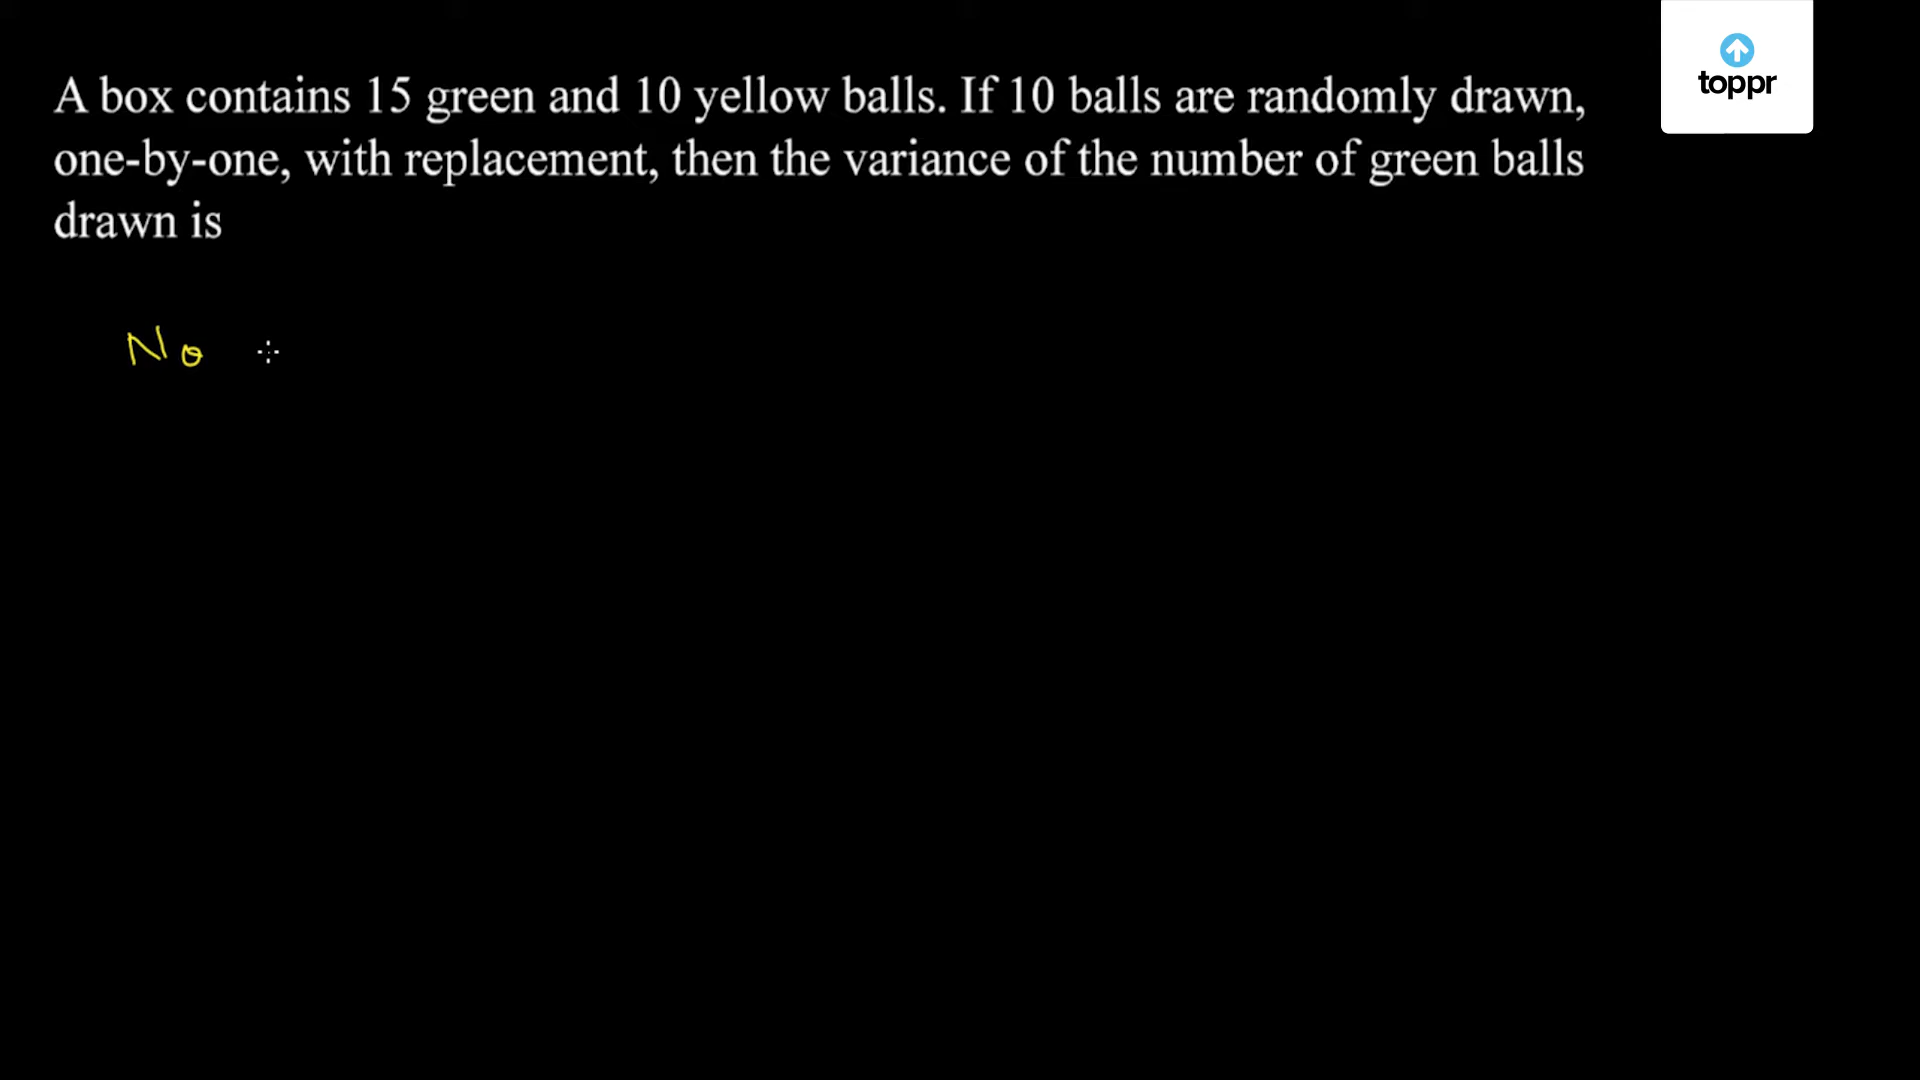 toppr
A box contains 15 green and 10 yellow balls. If 10 balls are randomly drawn,
one-by-one, with replacement, then the variance of the number of green balls
drawn is
No